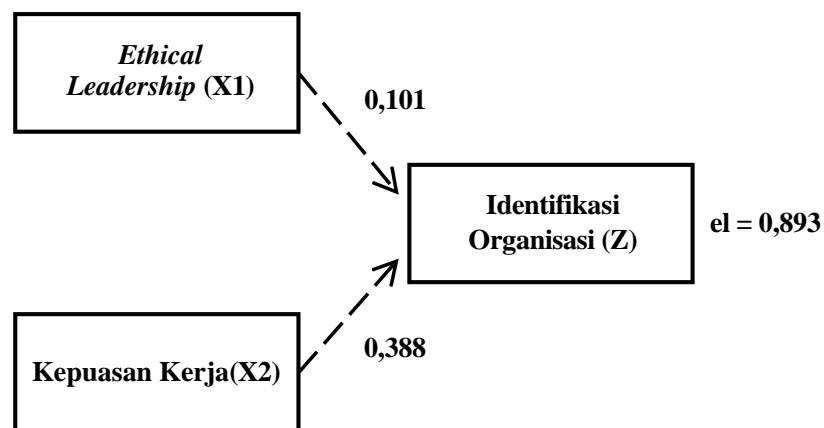 Ethical
Leadership (X1)
0,101
Identifikasi
Organisasi (Z)
el = 0,893
0,388
Kepuasan Kerja(X2)